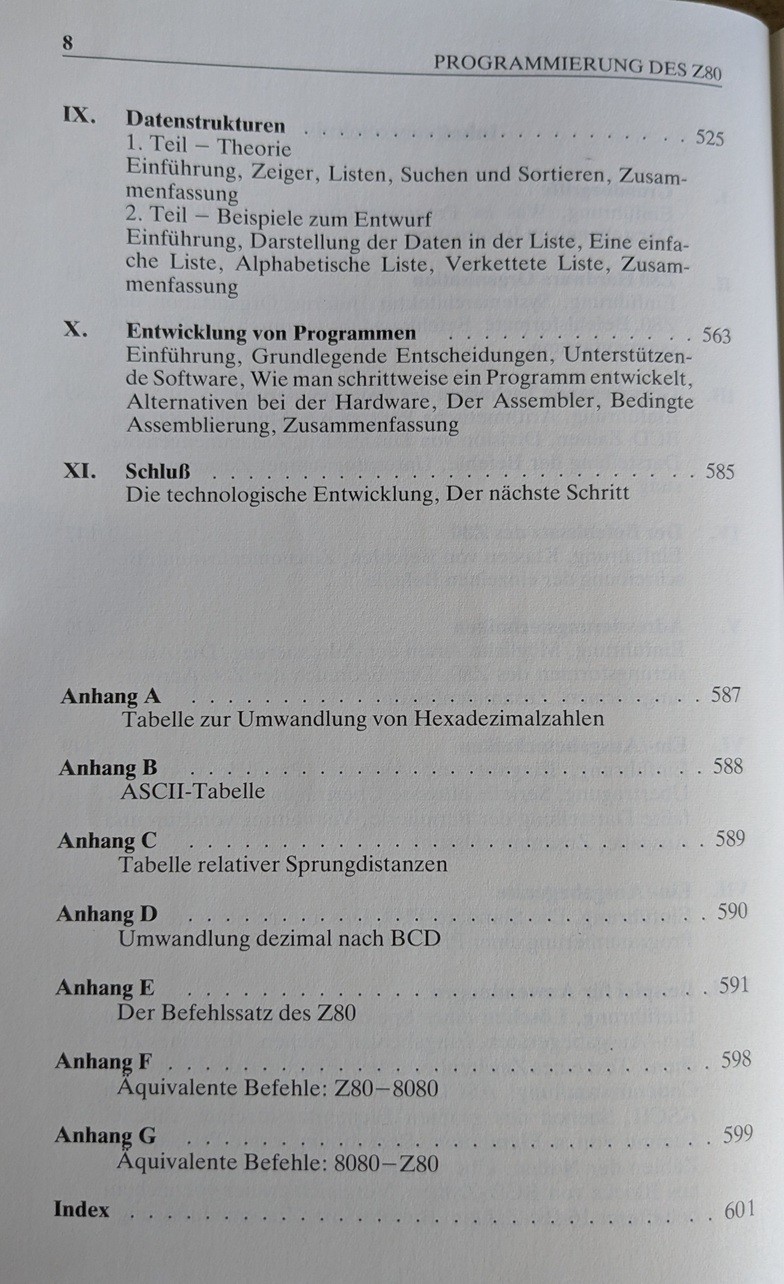 8
PROGRAMMIERUNG DES Z80
IX. Datenstrukturen . . . . . . . . . . . . . . . . . . . . 525
1. Teil – Theorie
Einführung, Zeiger, Listen, Suchen und Sortieren, Zusam-
menfassung
2. Teil – Beispiele zum Entwurf
Einführung, Darstellung der Daten in der Liste, Eine einfa-
che Liste, Alphabetische Liste, Verkettete Liste, Zusam-
menfassung
X. Entwicklung von Programmen . . . . . . . . . . . . . 563
Einführung, Grundlegende Entscheidungen, Unterstützen-
de Software, Wie man schrittweise ein Programm entwickelt,
Alternativen bei der Hardware, Der Assembler, Bedingte
Assemblierung, Zusammenfassung
XI. Schluß . . . . . . . . . . . . . . . . . . . . . . . . . 585
Die technologische Entwicklung, Der nächste Schritt
Anhang A . . . . . . . . . . . . . . . . . . . . . . . . . . . . 587
Tabelle zur Umwandlung von Hexadezimalzahlen
Anhang B . . . . . . . . . . . . . . . . . . . . . . . . . . . . 588
ASCII-Tabelle
Anhang C . . . . . . . . . . . . . . . . . . . . . . . . . . . . 589
Tabelle relativer Sprungdistanzen
Anhang D . . . . . . . . . . . . . . . . . . . . . . . . . . . . 590
Umwandlung dezimal nach BCD
Anhang E . . . . . . . . . . . . . . . . . . . . . . . . . . . . 591
Der Befehlssatz des Z80
Anhang F . . . . . . . . . . . . . . . . . . . . . . . . . . . . . 598
Äquivalente Befehle: Z80–8080
Anhang G . . . . . . . . . . . . . . . . . . . . . . . . . . . . 599
Äquivalente Befehle: 8080–Z80
Index . . . . . . . . . . . . . . . . . . . . . . . . . . . . . . . 601